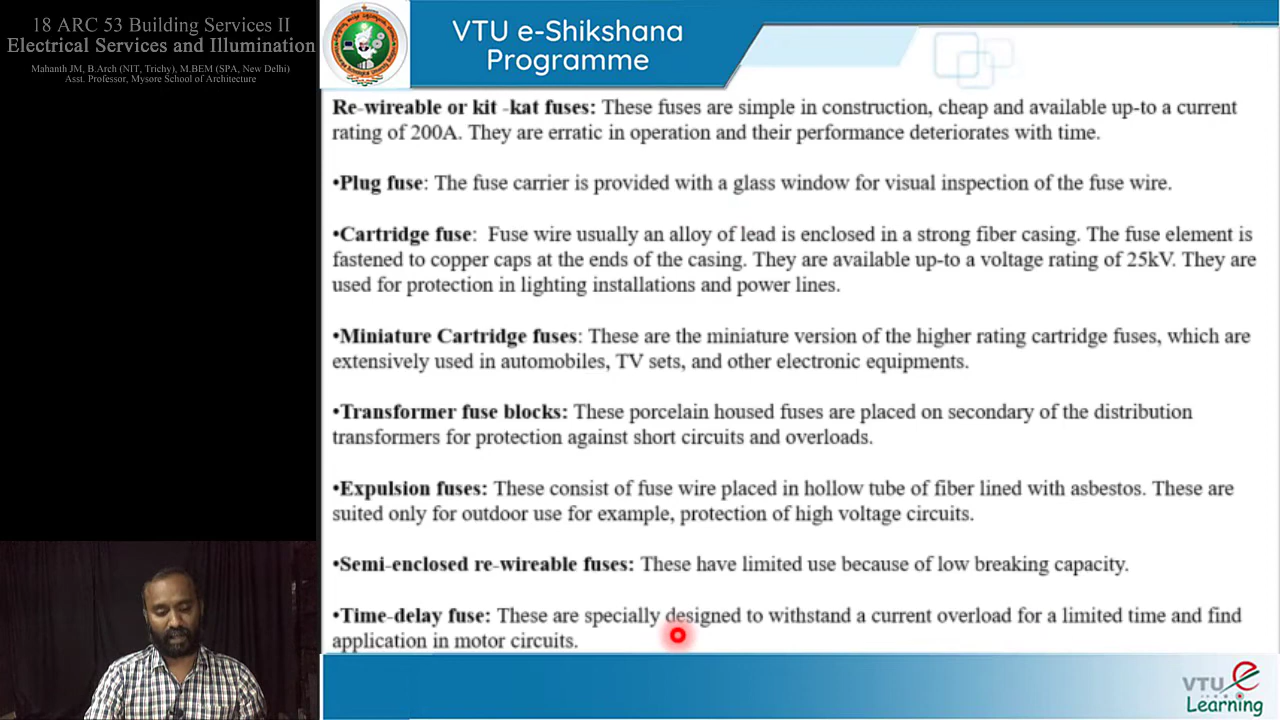 18 ARC 53 Building Services II
Electrical Services and Illumination
Mahanth JM, B.Arch (NIT, Trichy), M.BEM (SPA, New Delhi)
Asst. Professor, Mysore School of Architecture
VTU e-Shikshana
Programme
Re-wireable or kit -kat fuses: These fuses are simple in construction, cheap and available up-to a current
rating of 200A. They are erratic in operation and their performance deteriorates with time.
•Plug fuse: The fuse carrier is provided with a glass window for visual inspection of the fuse wire.
•Cartridge fuse:  Fuse wire usually an alloy of lead is enclosed in a strong fiber casing. The fuse element is
fastened to copper caps at the ends of the casing. They are available up-to a voltage rating of 25kV. They are
used for protection in lighting installations and power lines.
•Miniature Cartridge fuses: These are the miniature version of the higher rating cartridge fuses, which are
extensively used in automobiles, TV sets, and other electronic equipments.
•Transformer fuse blocks: These porcelain housed fuses are placed on secondary of the distribution
transformers for protection against short circuits and overloads.
•Expulsion fuses: These consist of fuse wire placed in hollow tube of fiber lined with asbestos. These are
suited only for outdoor use for example, protection of high voltage circuits.
•Semi-enclosed re-wireable fuses: These have limited use because of low breaking capacity.
•Time-delay fuse: These are specially designed to withstand a current overload for a limited time and find
application in motor circuits.
VTU e
Learning